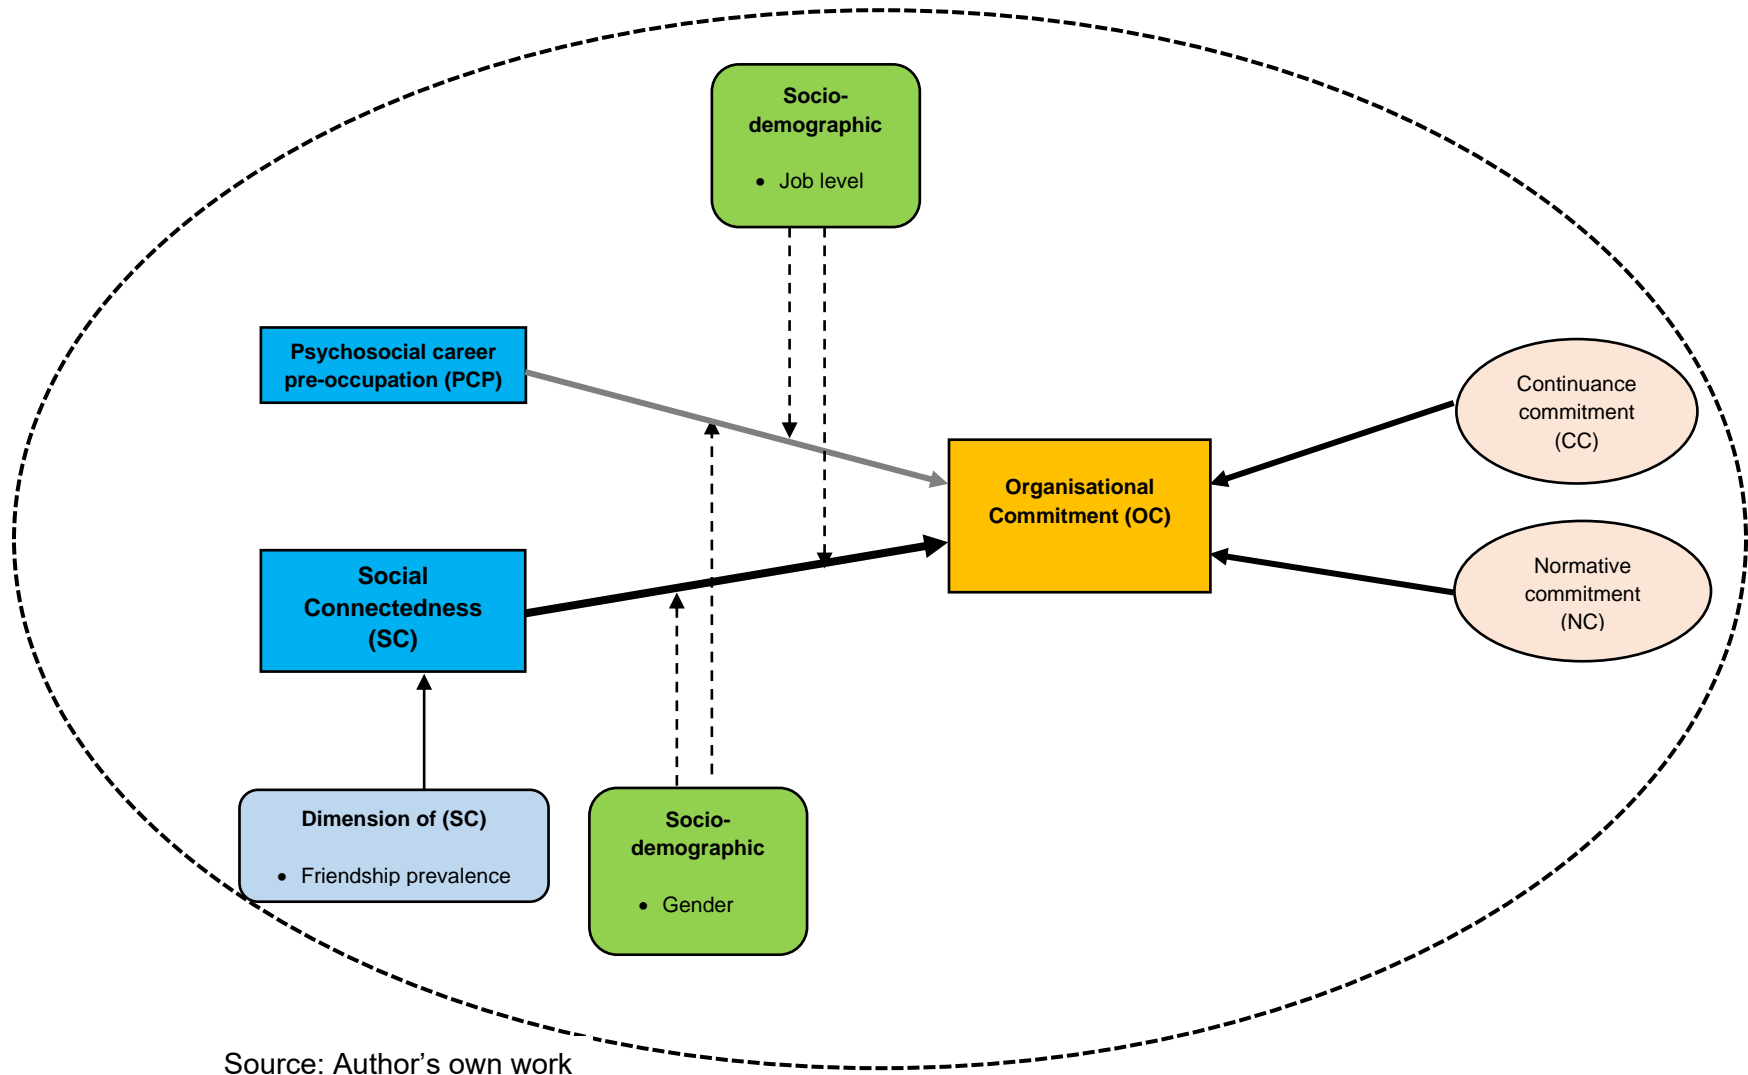 Socio-
demographic
• Job level
Psychosocial career
pre-occupation (PCP)
Continuance
commitment
(CC)
Organisational
Commitment (OC)
Social
Connectedness
(SC)
Normative
commitment
(NC)
Dimension of (SC)
• Friendship prevalence
Socio-
demographic
• Gender
Source: Author's own work